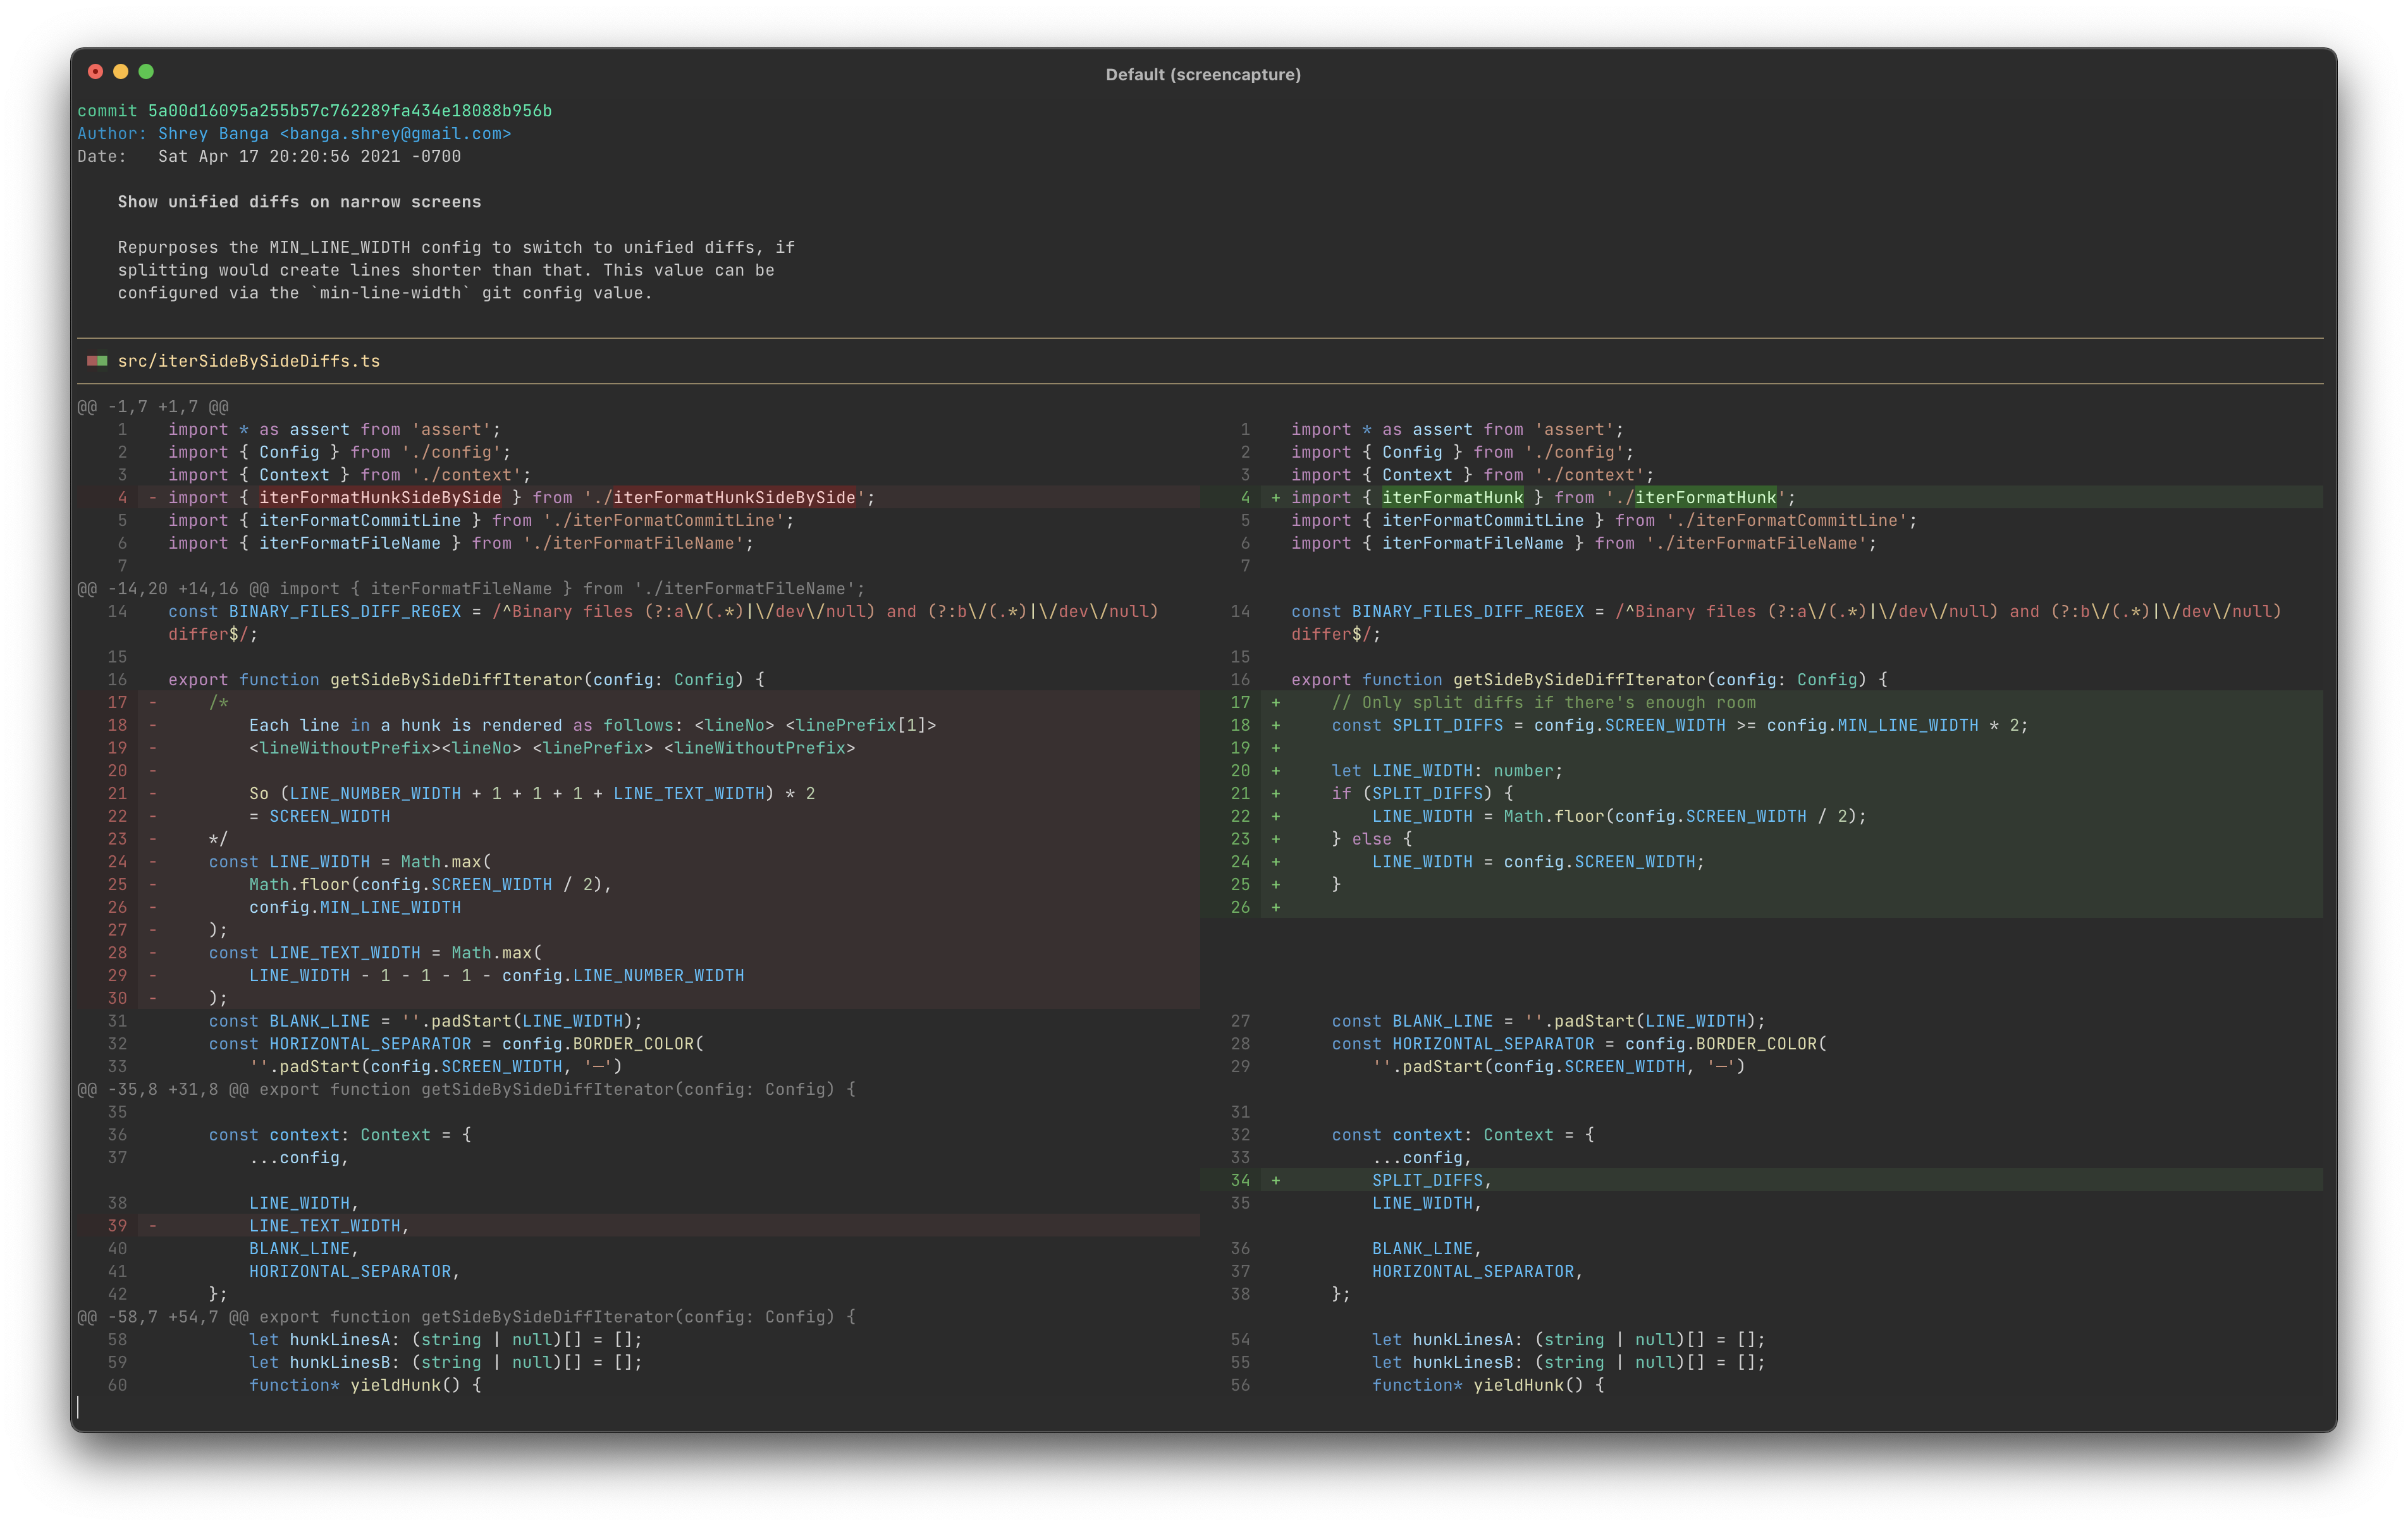 Default (screencapture)
commit 5a00d16095a255b57c762289fa434e18088b956b
Author: Shrey Banga <banga.shrey@gmail.com>
Date:   Sat Apr 17 20:20:56 2021 -0700
Show unified diffs on narrow screens
Repurposes the MIN_LINE_WIDTH config to switch to unified diffs, if
splitting would create lines shorter than that. This value can be
configured via the `min-line-width` git config value.
src/iterSideBySideDiffs.ts
@@ -1,7 +1,7 @@
1 import * as assert from 'assert'; 1 import * as assert from 'assert';
2 import { Config } from './config'; 2 import { Config } from './config';
3 import { Context } from './context'; 3 import { Context } from './context';
4 - import { iterFormatHunkSideBySide } from './iterFormatHunkSideBySide'; 4 + import { iterFormatHunk } from './iterFormatHunk';
5 import { iterFormatCommitLine } from './iterFormatCommitLine'; 5 import { iterFormatCommitLine } from './iterFormatCommitLine';
6 import { iterFormatFileName } from './iterFormatFileName'; 6 import { iterFormatFileName } from './iterFormatFileName';
7 7
@@ -14,20 +14,16 @@ import { iterFormatFileName } from './iterFormatFileName';
14 const BINARY_FILES_DIFF_REGEX = /^Binary files (?:a\/(.*)|\/dev\/null) and (?:b\/(.*)|\/dev\/null) 14 const BINARY_FILES_DIFF_REGEX = /^Binary files (?:a\/(.*)|\/dev\/null) and (?:b\/(.*)|\/dev\/null)
differ$/; differ$/;
15 15
16 export function getSideBySideDiffIterator(config: Config) { 16 export function getSideBySideDiffIterator(config: Config) {
17 - /* 17 + // Only split diffs if there's enough room
18 - Each line in a hunk is rendered as follows: <lineNo> <linePrefix[1]> 18 + const SPLIT_DIFFS = config.SCREEN_WIDTH >= config.MIN_LINE_WIDTH * 2;
19 - <lineWithoutPrefix><lineNo> <linePrefix> <lineWithoutPrefix> 19 +
20 - 20 + let LINE_WIDTH: number;
21 - So (LINE_NUMBER_WIDTH + 1 + 1 + 1 + LINE_TEXT_WIDTH) * 2 21 + if (SPLIT_DIFFS) {
22 - = SCREEN_WIDTH 22 + LINE_WIDTH = Math.floor(config.SCREEN_WIDTH / 2);
23 - */ 23 + } else {
24 - const LINE_WIDTH = Math.max( 24 + LINE_WIDTH = config.SCREEN_WIDTH;
25 - Math.floor(config.SCREEN_WIDTH / 2), 25 + }
26 - config.MIN_LINE_WIDTH 26 +
27 - );
28 - const LINE_TEXT_WIDTH = Math.max(
29 - LINE_WIDTH - 1 - 1 - 1 - config.LINE_NUMBER_WIDTH
30 - );
31 const BLANK_LINE = ''.padStart(LINE_WIDTH); 27 const BLANK_LINE = ''.padStart(LINE_WIDTH);
32 const HORIZONTAL_SEPARATOR = config.BORDER_COLOR( 28 const HORIZONTAL_SEPARATOR = config.BORDER_COLOR(
33 ''.padStart(config.SCREEN_WIDTH, '─') 29 ''.padStart(config.SCREEN_WIDTH, '─')
@@ -35,8 +31,8 @@ export function getSideBySideDiffIterator(config: Config) {
35 31
36 const context: Context = { 32 const context: Context = {
37 ...config, 33 ...config,
34 + SPLIT_DIFFS,
38 LINE_WIDTH, 35 LINE_WIDTH,
39 - LINE_TEXT_WIDTH,
40 BLANK_LINE, 36 BLANK_LINE,
41 HORIZONTAL_SEPARATOR, 37 HORIZONTAL_SEPARATOR,
42 }; 38 };
@@ -58,7 +54,7 @@ export function getSideBySideDiffIterator(config: Config) {
58 let hunkLinesA: (string | null)[] = []; 54 let hunkLinesA: (string | null)[] = [];
59 let hunkLinesB: (string | null)[] = []; 55 let hunkLinesB: (string | null)[] = [];
60 function* yieldHunk() { 56 function* yieldHunk() {